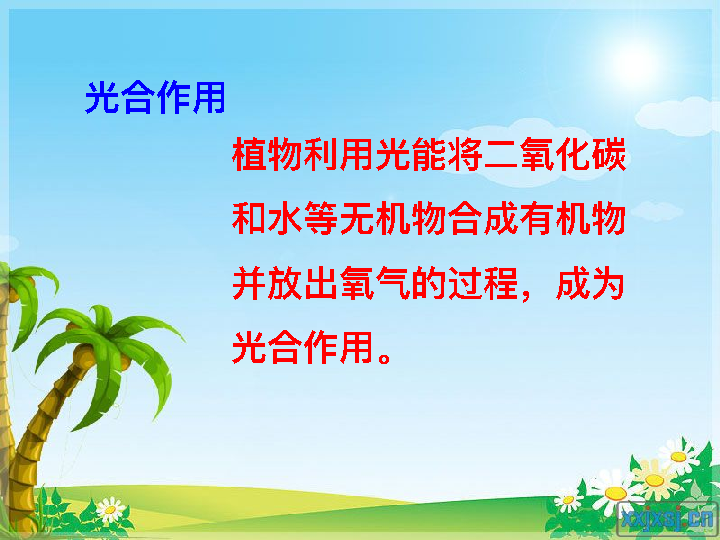 光合作用
植物利用光能将二氧化碳
和水等无机物合成有机物
并放出氧气的过程，成为
光合作用。
xxjxsj.cn